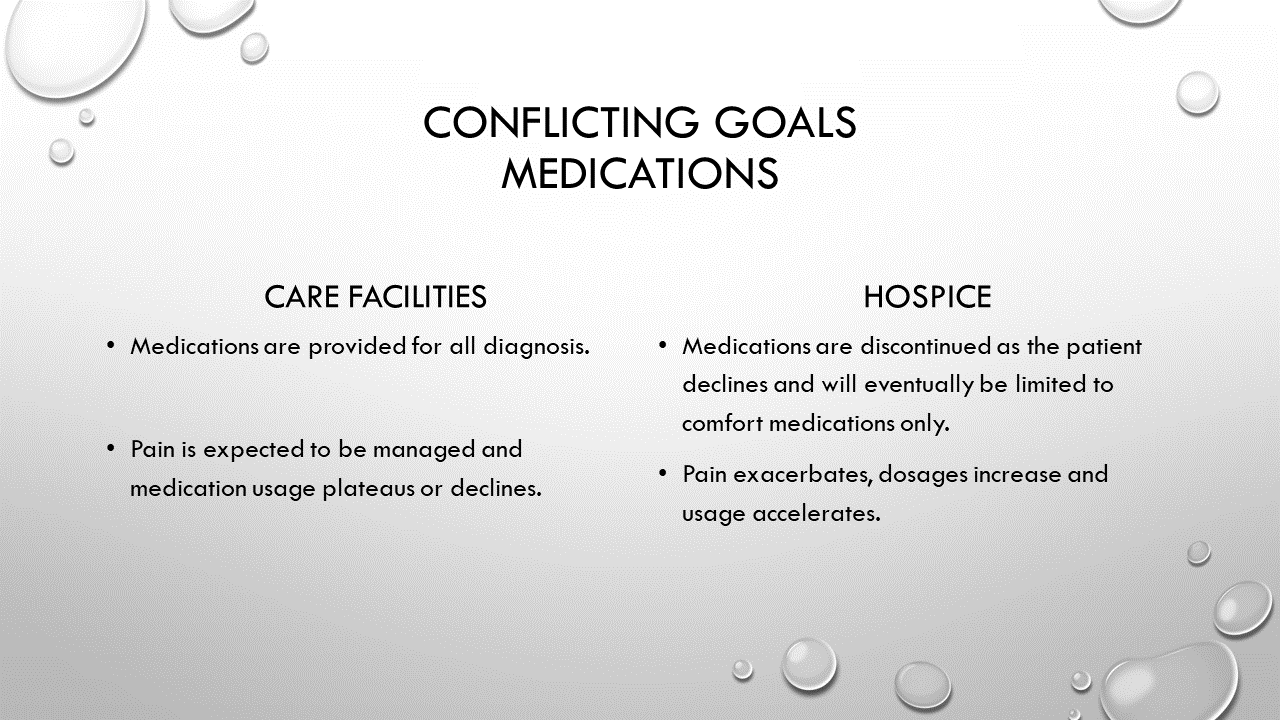 CONFLICTING GOALS
MEDICATIONS
CARE FACILITIES
• Medications are provided for all diagnosis.
• Pain is expected to be managed and
medication usage plateaus or declines.
HOSPICE
• Medications are discontinued as the patient
declines and will eventually be limited to
comfort medications only.
• Pain exacerbates, dosages increase and
usage accelerates.